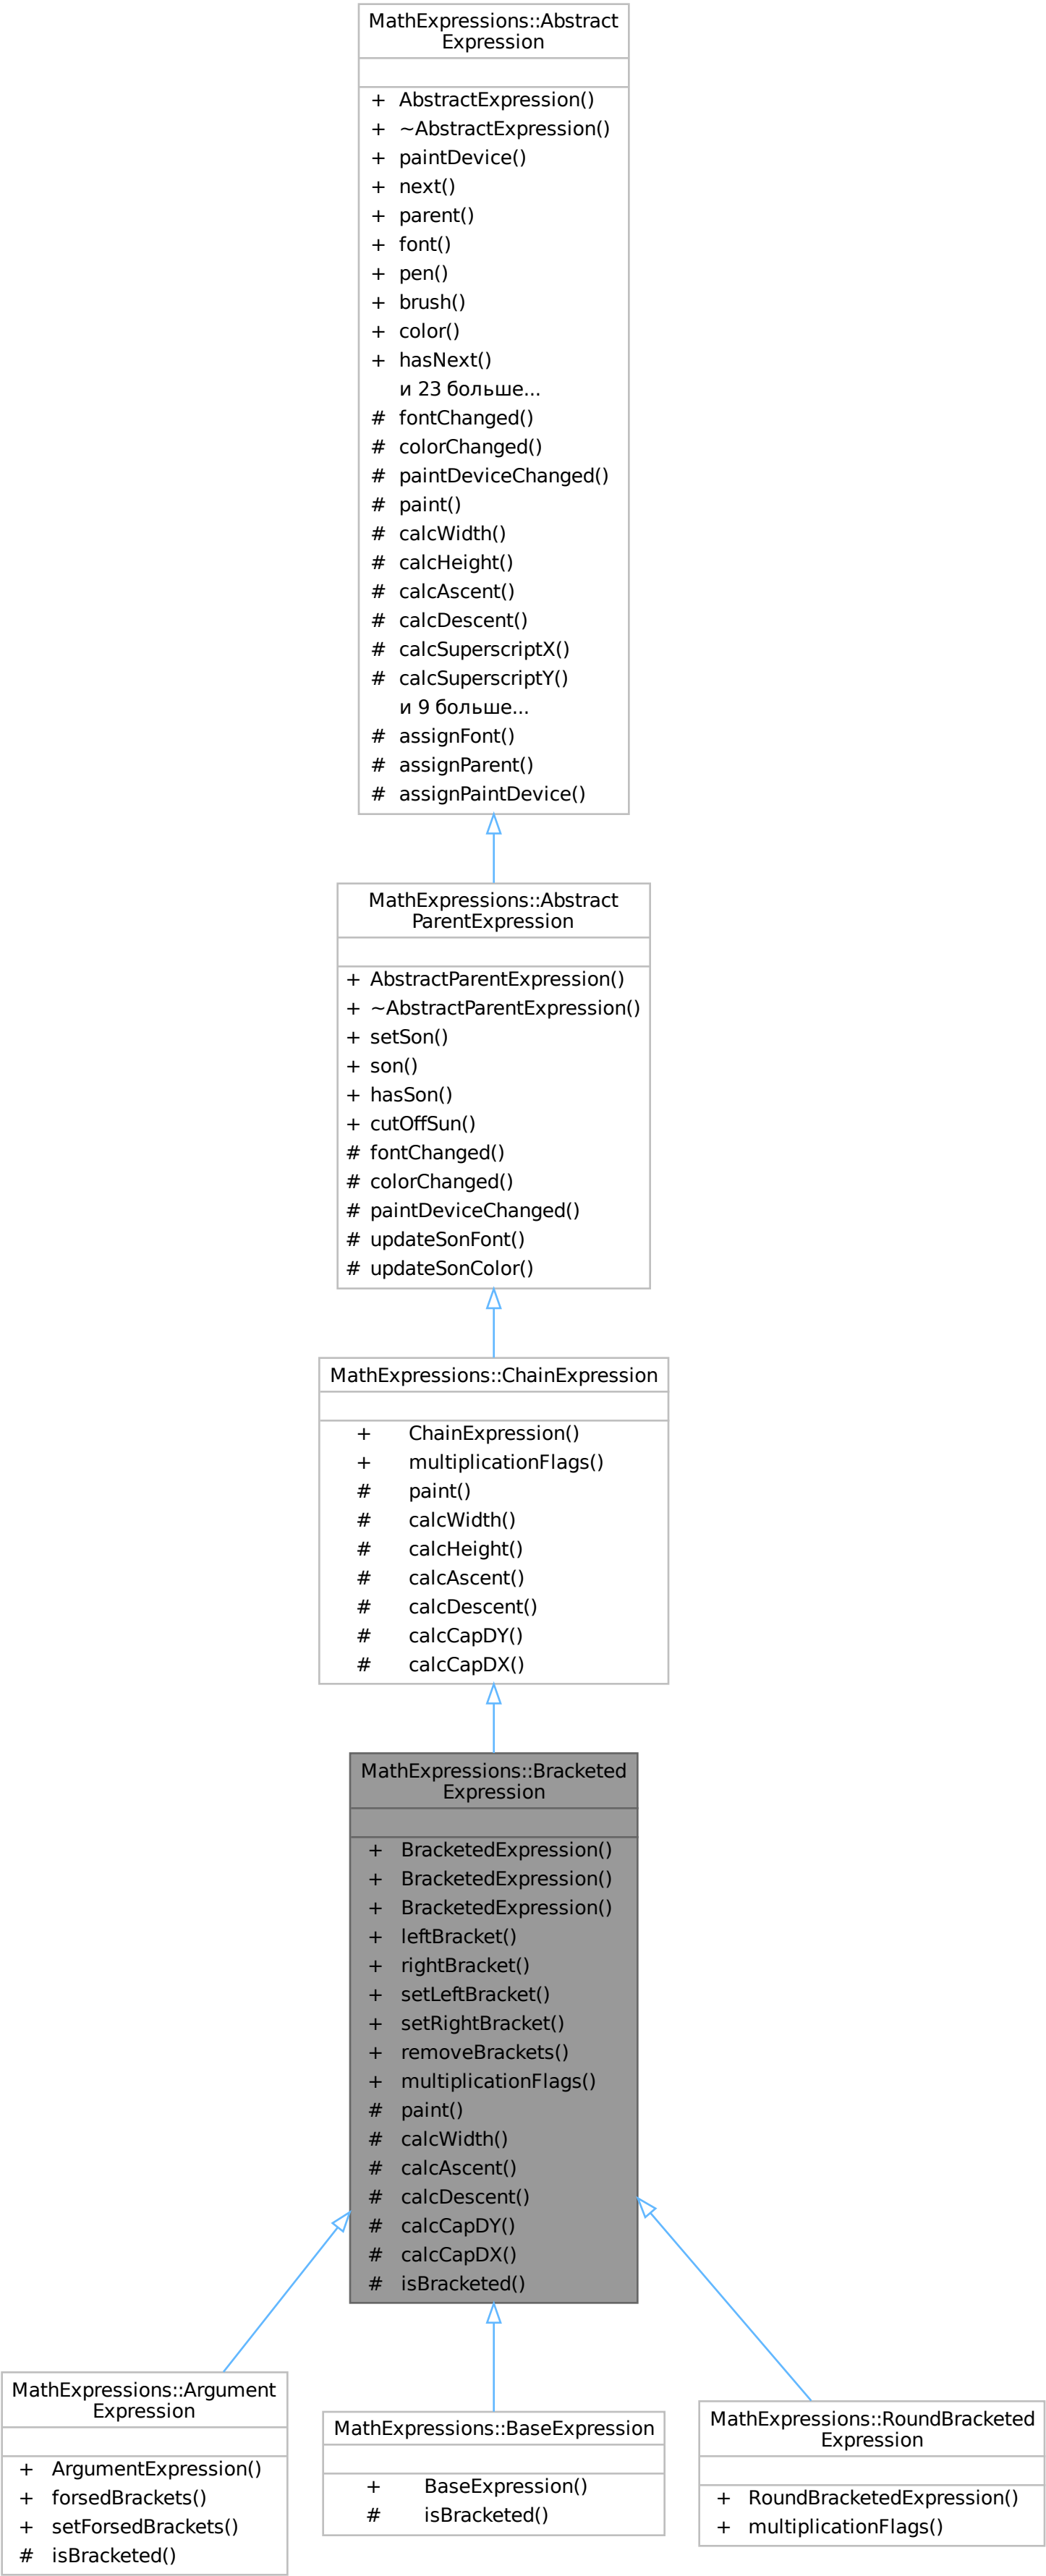 MathExpressions::Abstract
Expression
+ AbstractExpression()
+ ~AbstractExpression()
+ paintDevice()
+ next()
+ parent()
+ font()
+ pen()
+ brush()
+ color()
+ hasNext()
и 23 больше...
# fontChanged()
# colorChanged()
# paintDeviceChanged()
# paint()
# calcWidth()
# calcHeight()
# calcAscent()
# calcDescent()
# calcSuperscriptX()
# calcSuperscriptY()
и 9 больше...
# assignFont()
# assignParent()
# assignPaintDevice()
MathExpressions::Abstract
ParentExpression
+ AbstractParentExpression()
+ ~AbstractParentExpression()
+ setSon()
+ son()
+ hasSon()
+ cutOffSun()
# fontChanged()
# colorChanged()
# paintDeviceChanged()
# updateSonFont()
# updateSonColor()
MathExpressions::ChainExpression
+ ChainExpression()
+ multiplicationFlags()
# paint()
# calcWidth()
# calcHeight()
# calcAscent()
# calcDescent()
# calcCapDY()
# calcCapDX()
MathExpressions::Bracketed
Expression
+ BracketedExpression()
+ BracketedExpression()
+ BracketedExpression()
+ leftBracket()
+ rightBracket()
+ setLeftBracket()
+ setRightBracket()
+ removeBrackets()
+ multiplicationFlags()
# paint()
# calcWidth()
# calcAscent()
# calcDescent()
# calcCapDY()
# calcCapDX()
# isBracketed()
MathExpressions::Argument
Expression
+ ArgumentExpression()
+ forsedBrackets()
+ setForsedBrackets()
# isBracketed()
MathExpressions::BaseExpression
+ BaseExpression()
# isBracketed()
MathExpressions::RoundBracketed
Expression
+ RoundBracketedExpression()
+ multiplicationFlags()